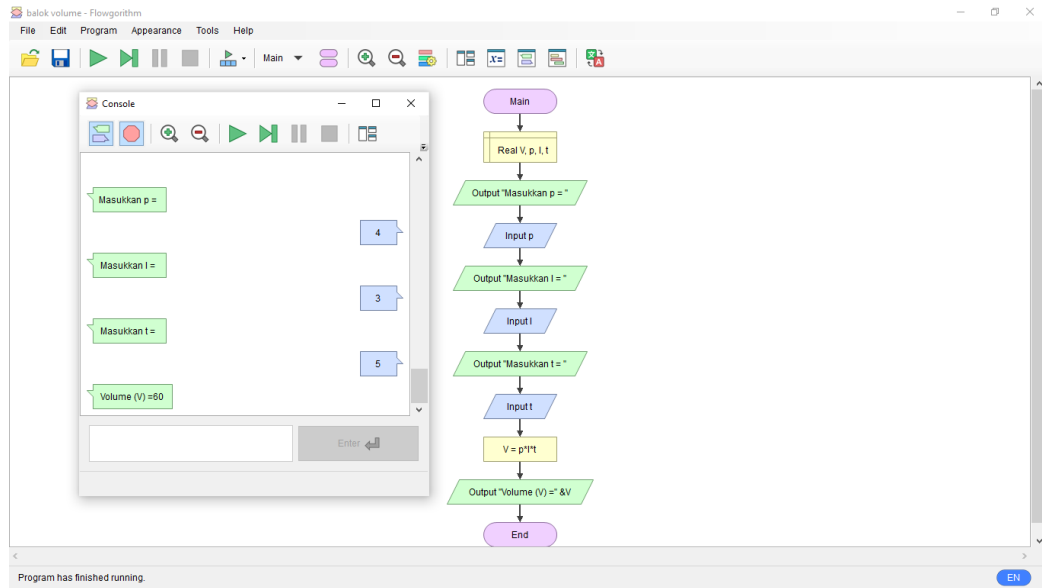 balok volume - Flowgorithm
File Edit Program Appearance Tools Help
Main
Console
Masukkan p =
4
Masukkan l =
3
Masukkan t =
5
Volume (V) =60
Enter
Main
Real V, p, l, t
Output "Masukkan p = "
Input p
Output "Masukkan l = "
Input l
Output "Masukkan t = "
Input t
V = p*l*t
Output "Volume (V) =" &V
End
Program has finished running.
EN